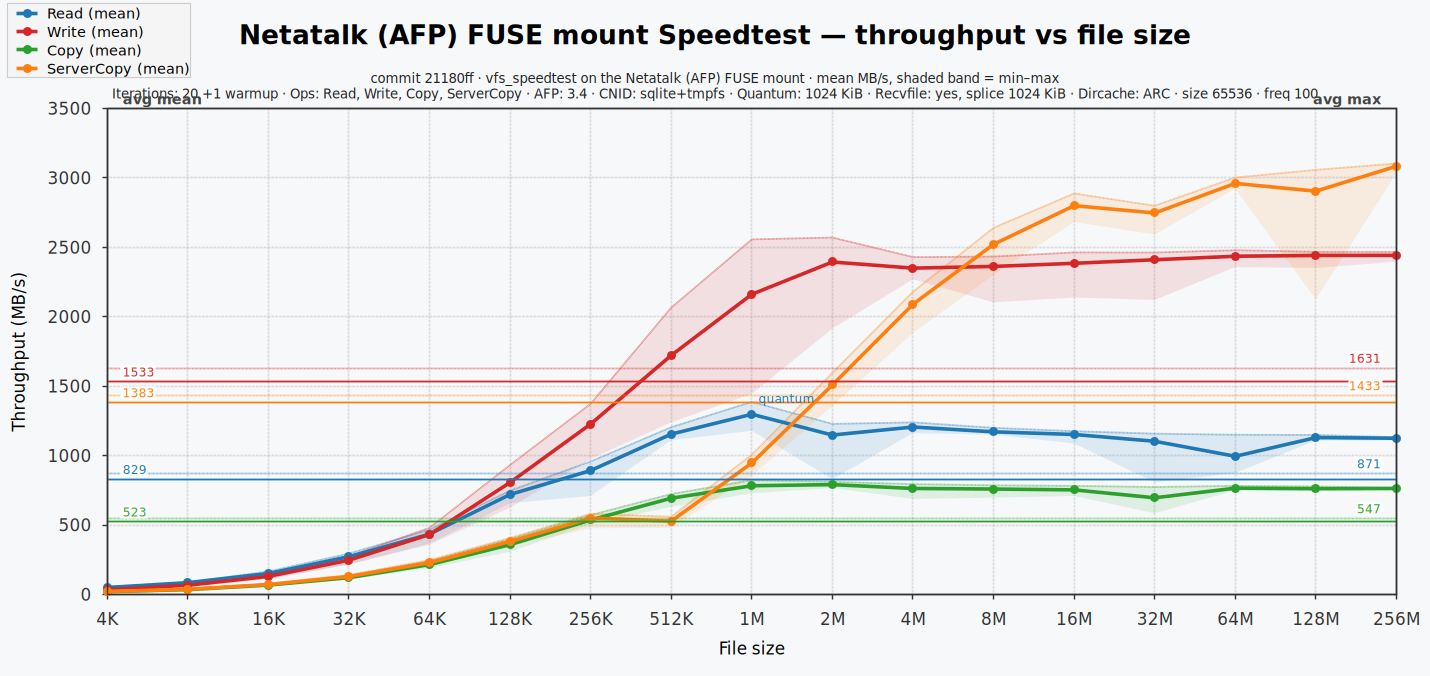 Read (mean)
Write (mean)
Copy (mean)
ServerCopy (mean)
Netatalk (AFP) FUSE mount Speedtest — throughput vs file size
commit 21180ff · vfs_speedtest on the Netatalk (AFP) FUSE mount · mean MB/s, shaded band = min–max
Iterations: 20 +1 warmup · Ops: Read, Write, Copy, ServerCopy · AFP: 3.4 · CNID: sqlite+tmpfs · Quantum: 1024 KiB · Recvfile: yes, splice 1024 KiB · Dircache: ARC · size 65536 · freq 100
avg mean
avg max
3500
3000
2500
2000
1500
1000
500
0
Throughput (MB/s)
1533
1383
829
523
quantum
1631
1433
871
547
4K 8K 16K 32K 64K 128K 256K 512K 1M 2M 4M 8M 16M 32M 64M 128M 256M
File size